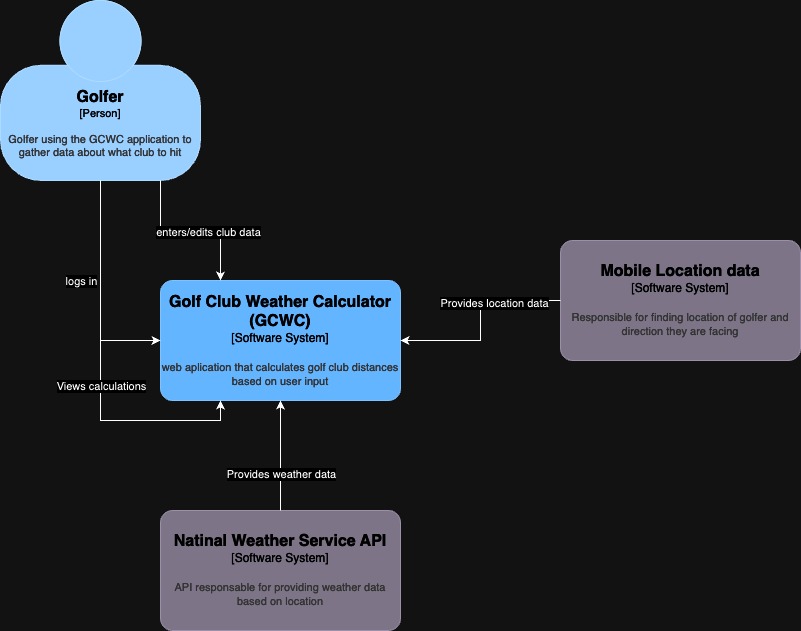 Golfer
[Person]
Golfer using the GCWC application to
gather data about what club to hit
enters/edits club data
logs in
Mobile Location data
[Software System]
Responsible for finding location of golfer and
direction they are facing
Provides location data
Golf Club Weather Calculator
(GCWC)
[Software System]
web aplication that calculates golf club distances
based on user input
Views calculations
Provides weather data
Natinal Weather Service API
[Software System]
API responsable for providing weather data
based on location